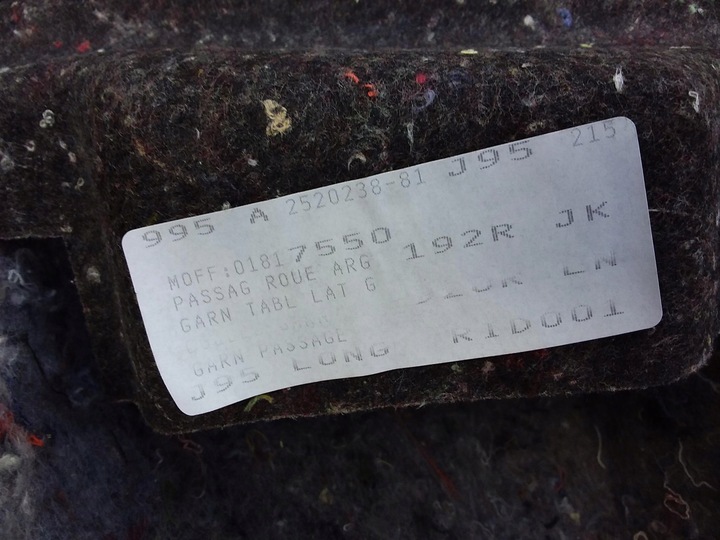 995 A 2520238-81 J95 215
MOFF:01817550 192R JK
PASSAG ROUE ARG
GARN TABL LAT G
GARN PASSAGE
J95 LONG RID001